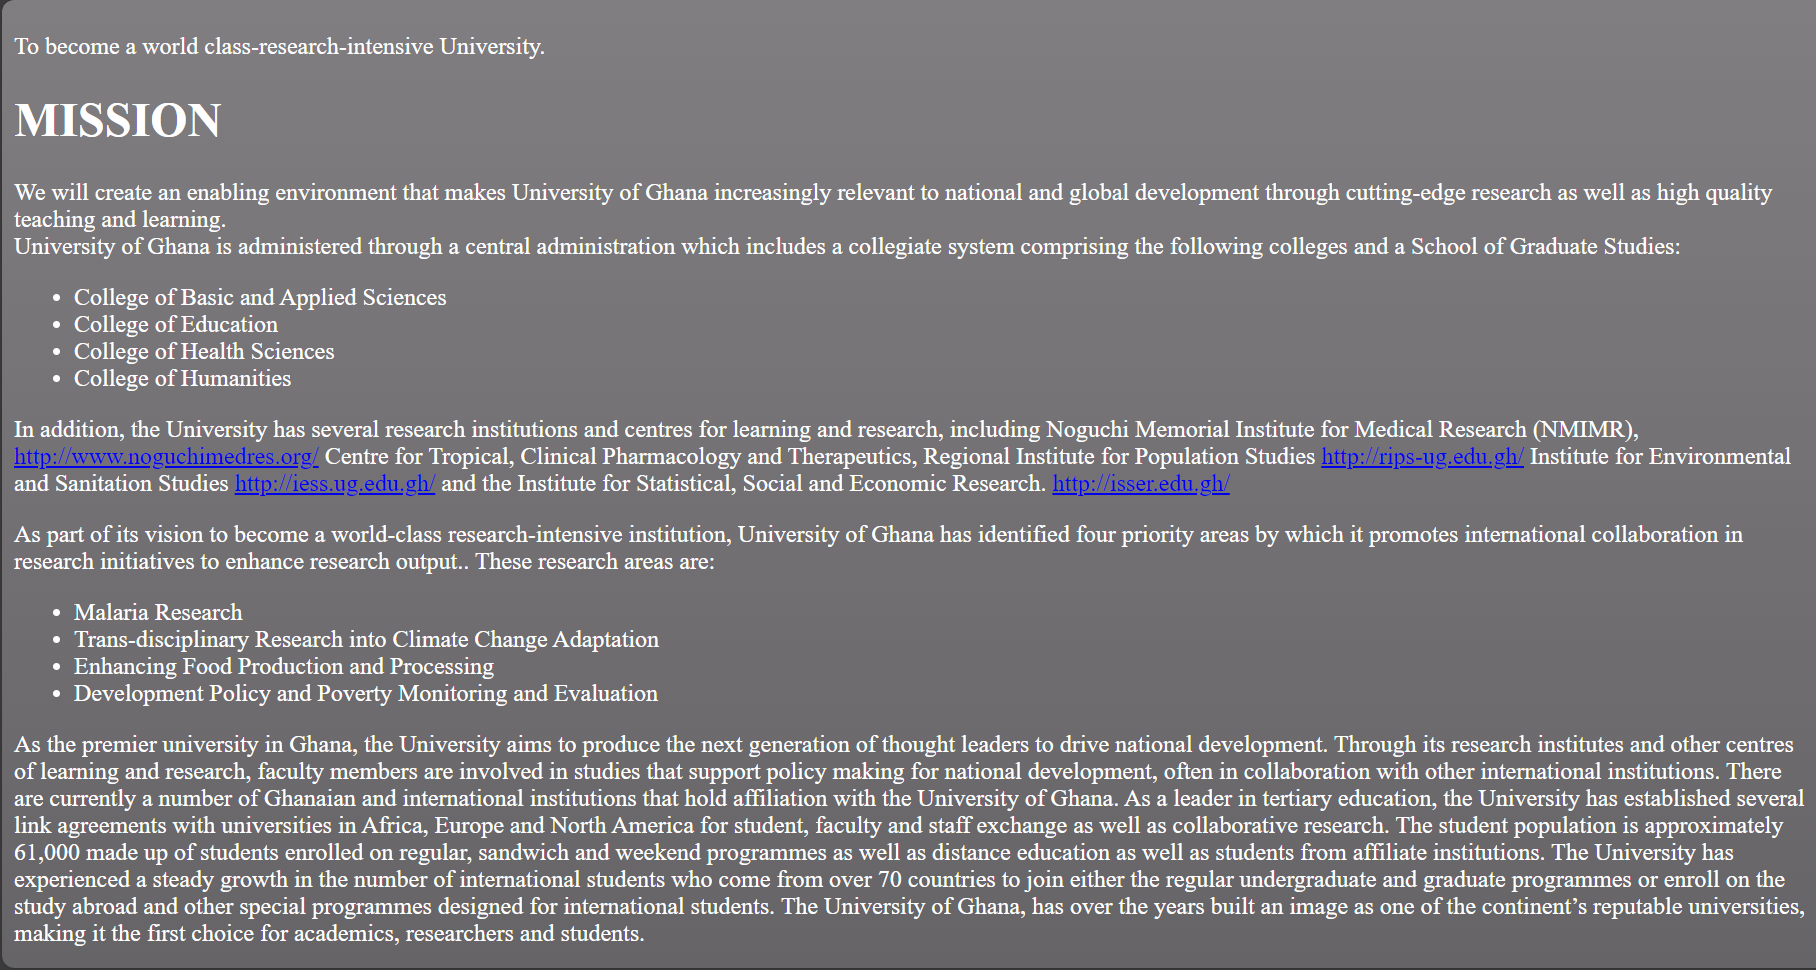 To become a world class-research-intensive University.
MISSION
We will create an enabling environment that makes University of Ghana increasingly relevant to national and global development through cutting-edge research as well as high quality
teaching and learning.
University of Ghana is administered through a central administration which includes a collegiate system comprising the following colleges and a School of Graduate Studies:
• College of Basic and Applied Sciences
• College of Education
• College of Health Sciences
• College of Humanities
In addition, the University has several research institutions and centres for learning and research, including Noguchi Memorial Institute for Medical Research (NMIMR),
http://www.noguchimedres.org/ Centre for Tropical, Clinical Pharmacology and Therapeutics, Regional Institute for Population Studies http://rips-ug.edu.gh/ Institute for Environmental
and Sanitation Studies http://iess.ug.edu.gh/ and the Institute for Statistical, Social and Economic Research. http://isser.edu.gh/
As part of its vision to become a world-class research-intensive institution, University of Ghana has identified four priority areas by which it promotes international collaboration in
research initiatives to enhance research output.. These research areas are:
• Malaria Research
• Trans-disciplinary Research into Climate Change Adaptation
• Enhancing Food Production and Processing
• Development Policy and Poverty Monitoring and Evaluation
As the premier university in Ghana, the University aims to produce the next generation of thought leaders to drive national development. Through its research institutes and other centres
of learning and research, faculty members are involved in studies that support policy making for national development, often in collaboration with other international institutions. There
are currently a number of Ghanaian and international institutions that hold affiliation with the University of Ghana. As a leader in tertiary education, the University has established several
link agreements with universities in Africa, Europe and North America for student, faculty and staff exchange as well as collaborative research. The student population is approximately
61,000 made up of students enrolled on regular, sandwich and weekend programmes as well as distance education as well as students from affiliate institutions. The University has
experienced a steady growth in the number of international students who come from over 70 countries to join either the regular undergraduate and graduate programmes or enroll on the
study abroad and other special programmes designed for international students. The University of Ghana, has over the years built an image as one of the continent’s reputable universities,
making it the first choice for academics, researchers and students.